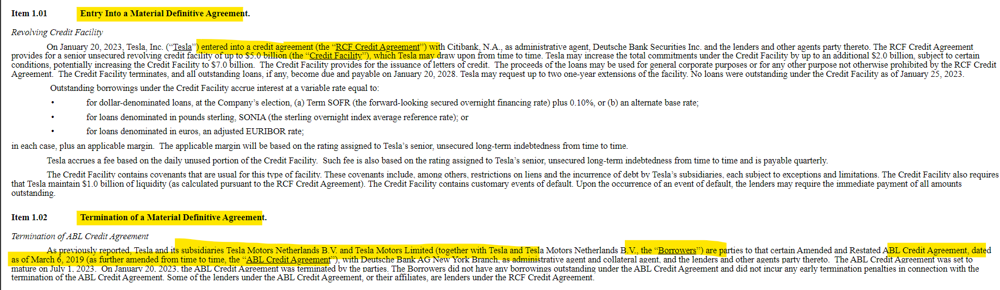 Item 1.01 Entry Into a Material Definitive Agreement.
Revolving Credit Facility
On January 20, 2023, Tesla, Inc. (“Tesla”) entered into a credit agreement (the “RCF Credit Agreement”) with Citibank, N.A., as administrative agent, Deutsche Bank Securities Inc. and the lenders and other agents party thereto. The RCF Credit Agreement
provides for a senior unsecured revolving credit facility of up to $5.0 billion (the “Credit Facility”), which Tesla may draw upon from time to time. Tesla may increase the total commitments under the Credit Facility by up to an additional $2.0 billion, subject to certain
conditions, potentially increasing the Credit Facility to $7.0 billion. The Credit Facility provides for the issuance of letters of credit. The proceeds of the loans may be used for general corporate purposes or for any other purpose not otherwise prohibited by the RCF Credit
Agreement. The Credit Facility terminates, and all outstanding loans, if any, become due and payable on January 20, 2028. Tesla may request up to two one-year extensions of the facility. No loans were outstanding under the Credit Facility as of January 25, 2023.
Outstanding borrowings under the Credit Facility accrue interest at a variable rate equal to:
• for dollar-denominated loans, at the Company’s election, (a) Term SOFR (the forward-looking secured overnight financing rate) plus 0.10%, or (b) an alternate base rate;
• for loans denominated in pounds sterling, SONIA (the sterling overnight index average reference rate); or
• for loans denominated in euros, an adjusted EURIBOR rate;
in each case, plus an applicable margin. The applicable margin will be based on the rating assigned to Tesla’s senior, unsecured long-term indebtedness from time to time.
Tesla accrues a fee based on the daily unused portion of the Credit Facility. Such fee is also based on the rating assigned to Tesla’s senior, unsecured long-term indebtedness from time to time and is payable quarterly.
The Credit Facility contains covenants that are usual for this type of facility. These covenants include, among others, restrictions on liens and the incurrence of debt by Tesla’s subsidiaries, each subject to exceptions and limitations. The Credit Facility also requires
that Tesla maintain $1.0 billion of liquidity (as calculated pursuant to the RCF Credit Agreement). The Credit Facility contains customary events of default. Upon the occurrence of an event of default, the lenders may require the immediate payment of all amounts
outstanding.
Item 1.02 Termination of a Material Definitive Agreement.
Termination of ABL Credit Agreement
As previously reported, Tesla and its subsidiaries Tesla Motors Netherlands B.V. and Tesla Motors Limited (together with Tesla and Tesla Motors Netherlands B.V., the “Borrowers”) are parties to that certain Amended and Restated ABL Credit Agreement, dated
as of March 6, 2019 (as further amended from time to time, the “ABL Credit Agreement”), with Deutsche Bank AG New York Branch, as administrative agent and collateral agent, and the lenders and other agents party thereto. The ABL Credit Agreement was set to
mature on July 1, 2023. On January 20, 2023, the ABL Credit Agreement was terminated by the parties. The Borrowers did not have any borrowings outstanding under the ABL Credit Agreement and did not incur any early termination penalties in connection with the
termination of the ABL Credit Agreement. Some of the lenders under the ABL Credit Agreement, or their affiliates, are lenders under the RCF Credit Agreement.